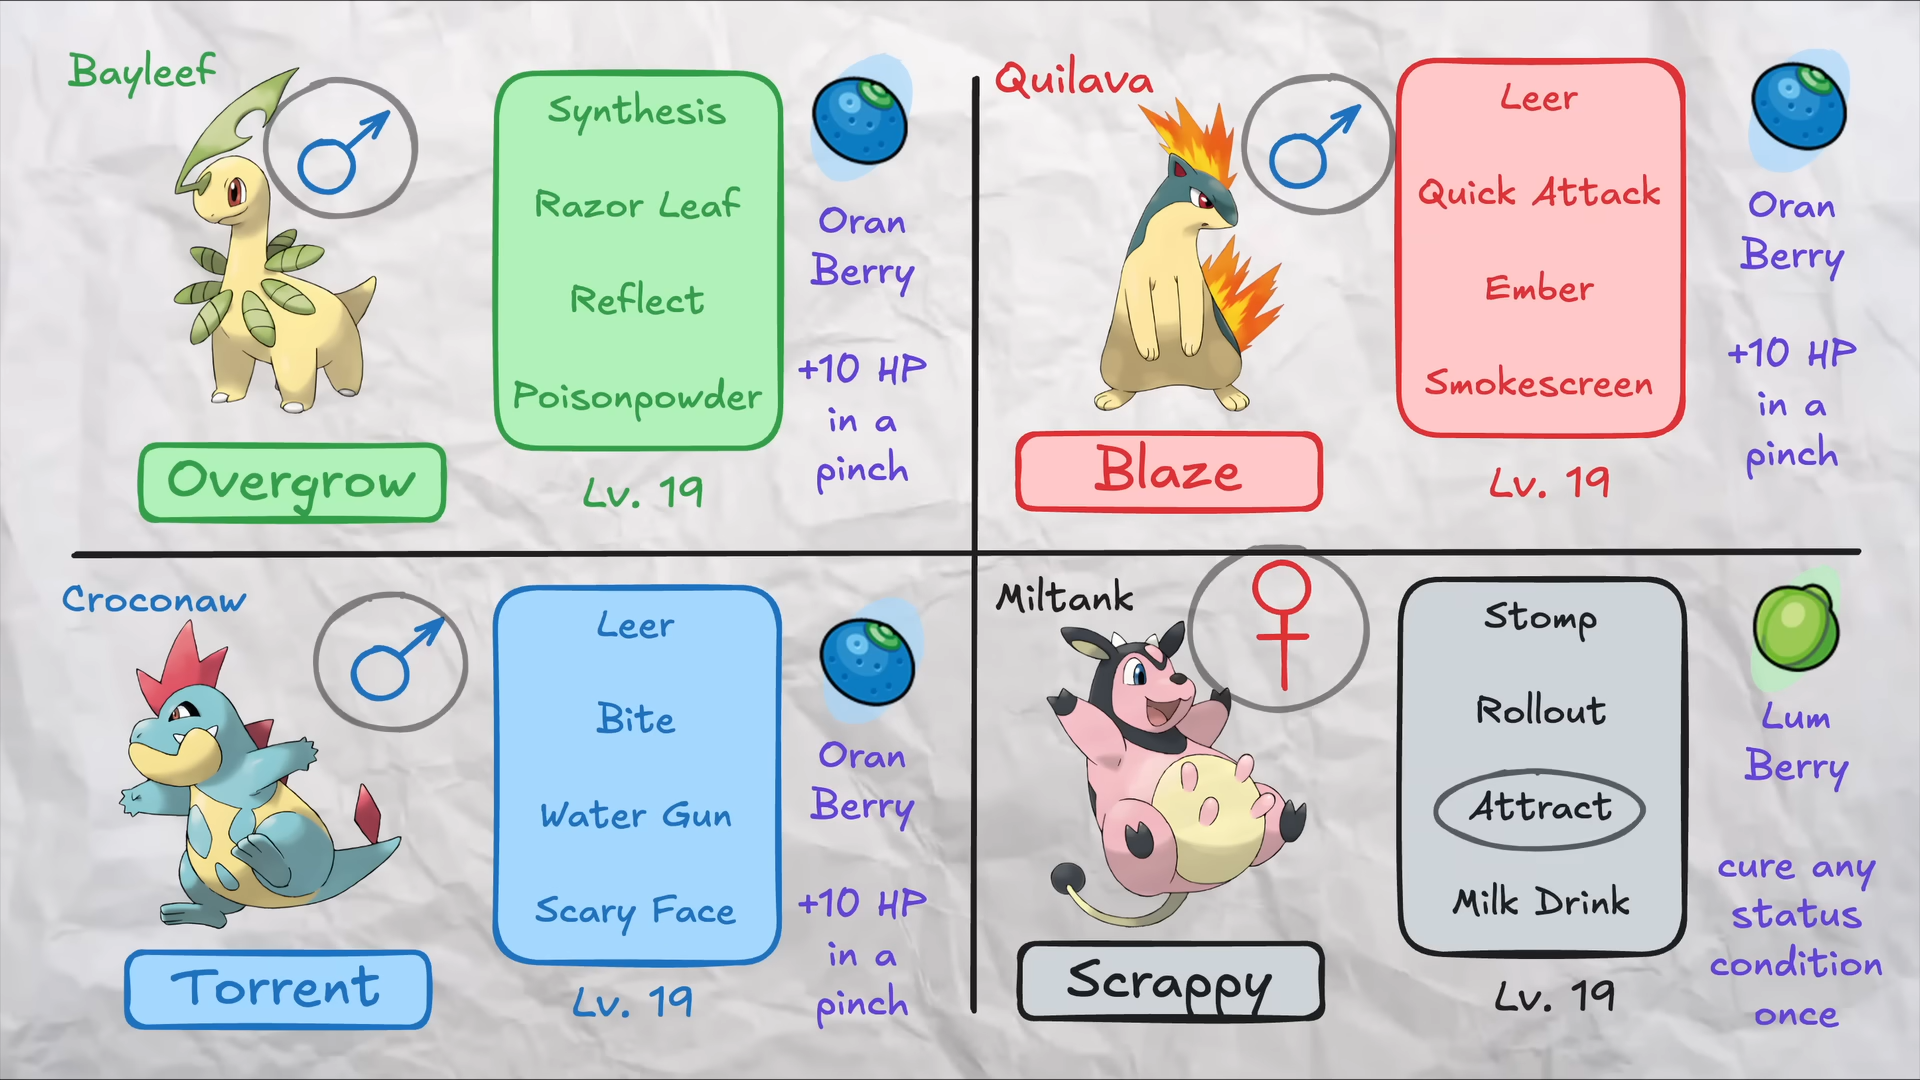 Bayleef
Synthesis
Razor Leaf
Reflect
Poisonpowder
Oran
Berry
+10 HP
in a
pinch
Overgrow
Lv. 19
Quilava
Leer
Quick Attack
Ember
Smokescreen
Oran
Berry
+10 HP
in a
pinch
Blaze
Lv. 19
Croconaw
Leer
Bite
Water Gun
Scary Face
Oran
Berry
+10 HP
in a
pinch
Torrent
Lv. 19
Miltank
Stomp
Rollout
Attract
Milk Drink
Lum
Berry
cure any
status
condition
once
Scrappy
Lv. 19